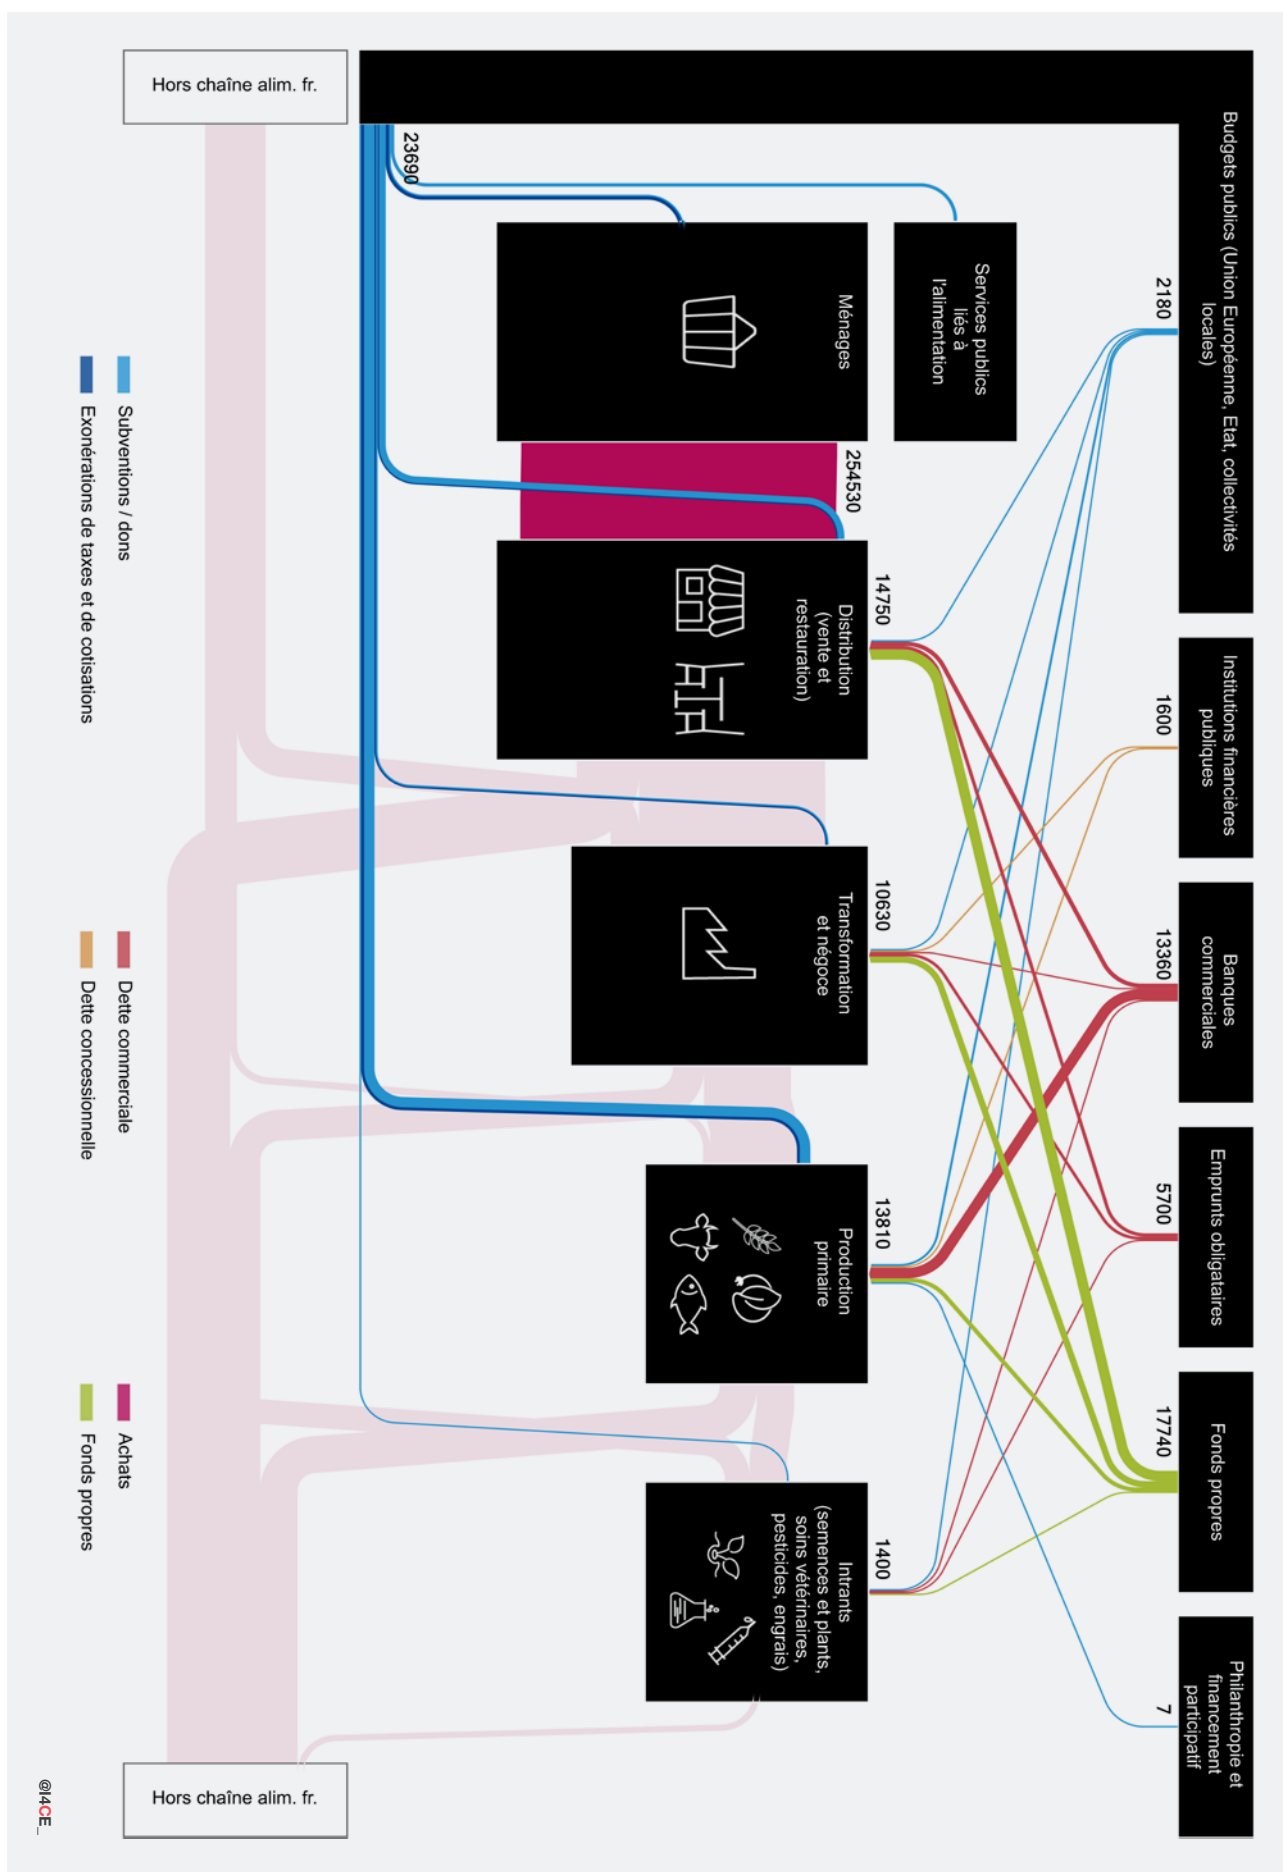 Budgets publics (Union Européenne, Etat, collectivités
locales)
Institutions financières
publiques
Banques
commerciales
Emprunts obligataires
Fonds propres
Philanthropie et
financement
participatif
2180
1600
13360
5700
17740
7
Services publics
liés à
l'alimentation
14750
10630
13810
1400
Ménages
254530
Distribution
(vente et
restauration)
Transformation
et négoce
Production
primaire
Intrants
(semences et plants,
soins vétérinaires,
pesticides, engrais)
23690
Hors chaîne alim. fr.
Hors chaîne alim. fr.
Subventions / dons
Dette commerciale
Achats
Exonérations de taxes et de cotisations
Dette concessionnelle
Fonds propres
@I4CE_